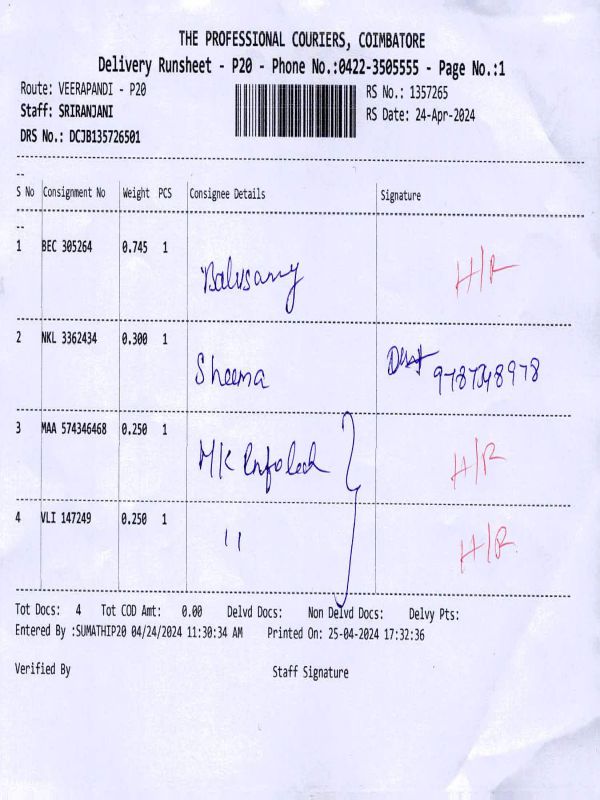 THE PROFESSIONAL COURIERS, COIMBATORE
Delivery Runsheet - P20 - Phone No.:0422-3505555 - Page No.:1
Route: VEERAPANDI - P20 RS No.: 1357265
Staff: SRIRANJANI RS Date: 24-Apr-2024
DRS No.: DCJB135726501
S No Consignment No Weight PCS Consignee Details Signature
1 BEC 305264 0.745 1 Balusamy H/R
2 NKL 3362434 0.300 1 Sheema 9787348978
3 MAA 574346468 0.250 1 MK Infotech H/R
4 VLI 147249 0.250 1 11 H/R
Tot Docs: 4 Tot COD Amt: 0.00 Delvd Docs: Non Delvd Docs: Delvy Pts:
Entered By :SUMATHIP20 04/24/2024 11:30:34 AM Printed On: 25-04-2024 17:32:36
Verified By Staff Signature